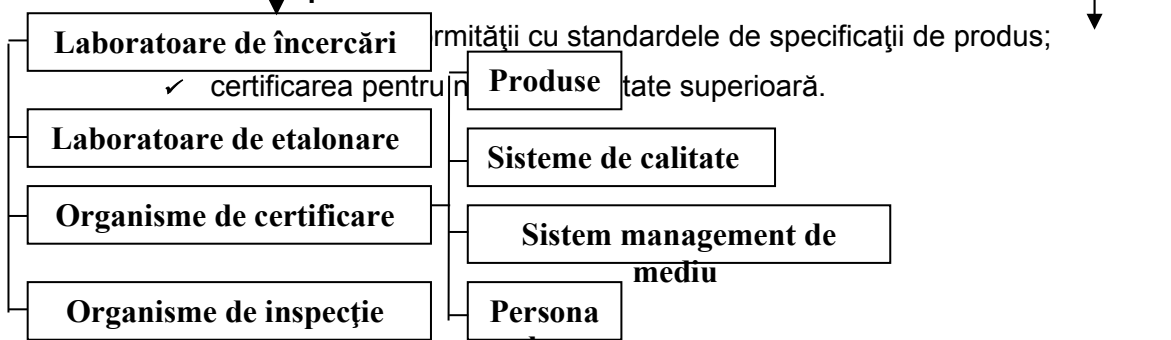 Laboratoare de încercări
rmităţii cu standardele de specificaţii de produs;
Produse
✓ certificarea pentru n tate superioară.
Laboratoare de etalonare
Sisteme de calitate
Organisme de certificare
Sistem management de
mediu
Organisme de inspecţie
Persona